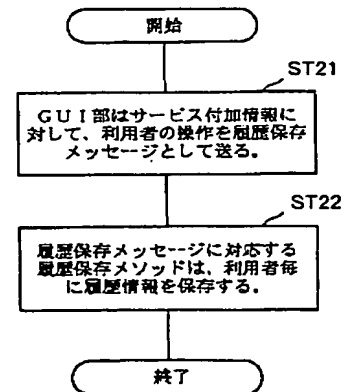 開始
ST21
ＧＵＩ部はサービス付加情報に
対して、利用者の操作を履歴保存
メッセージとして送る。
ST22
履歴保存メッセージに対応する
履歴保存メソッドは、利用者毎
に履歴情報を保存する。
終了